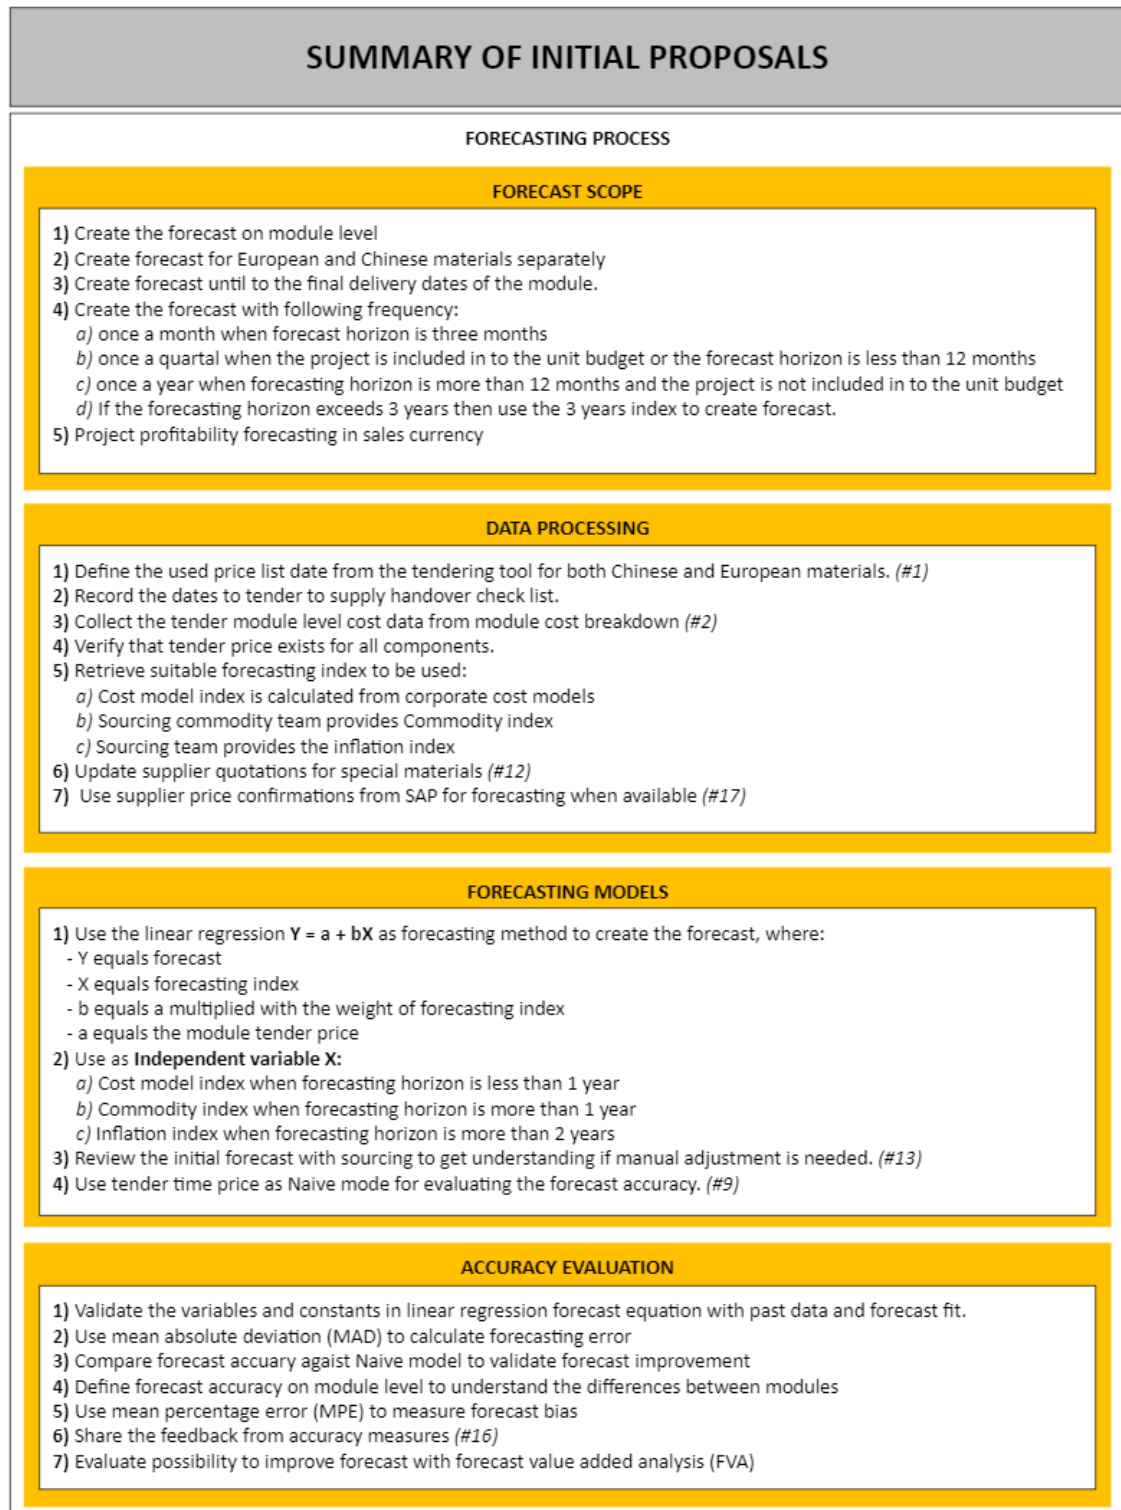 SUMMARY OF INITIAL PROPOSALS
FORECASTING PROCESS
FORECAST SCOPE
1) Create the forecast on module level
2) Create forecast for European and Chinese materials separately
3) Create forecast until to the final delivery dates of the module.
4) Create the forecast with following frequency:
a) once a month when forecast horizon is three months
b) once a quartal when the project is included in to the unit budget or the forecast horizon is less than 12 months
c) once a year when forecasting horizon is more than 12 months and the project is not included in to the unit budget
d) If the forecasting horizon exceeds 3 years then use the 3 years index to create forecast.
5) Project profitability forecasting in sales currency
DATA PROCESSING
1) Define the used price list date from the tendering tool for both Chinese and European materials. (#1)
2) Record the dates to tender to supply handover check list.
3) Collect the tender module level cost data from module cost breakdown (#2)
4) Verify that tender price exists for all components.
5) Retrieve suitable forecasting index to be used:
a) Cost model index is calculated from corporate cost models
b) Sourcing commodity team provides Commodity index
c) Sourcing team provides the inflation index
6) Update supplier quotations for special materials (#12)
7) Use supplier price confirmations from SAP for forecasting when available (#17)
FORECASTING MODELS
1) Use the linear regression Y = a + bX as forecasting method to create the forecast, where:
- Y equals forecast
- X equals forecasting index
- b equals a multiplied with the weight of forecasting index
- a equals the module tender price
2) Use as Independent variable X:
a) Cost model index when forecasting horizon is less than 1 year
b) Commodity index when forecasting horizon is more than 1 year
c) Inflation index when forecasting horizon is more than 2 years
3) Review the initial forecast with sourcing to get understanding if manual adjustment is needed. (#13)
4) Use tender time price as Naive mode for evaluating the forecast accuracy. (#9)
ACCURACY EVALUATION
1) Validate the variables and constants in linear regression forecast equation with past data and forecast fit.
2) Use mean absolute deviation (MAD) to calculate forecasting error
3) Compare forecast accuary agaist Naive model to validate forecast improvement
4) Define forecast accuracy on module level to understand the differences between modules
5) Use mean percentage error (MPE) to measure forecast bias
6) Share the feedback from accuracy measures (#16)
7) Evaluate possibility to improve forecast with forecast value added analysis (FVA)